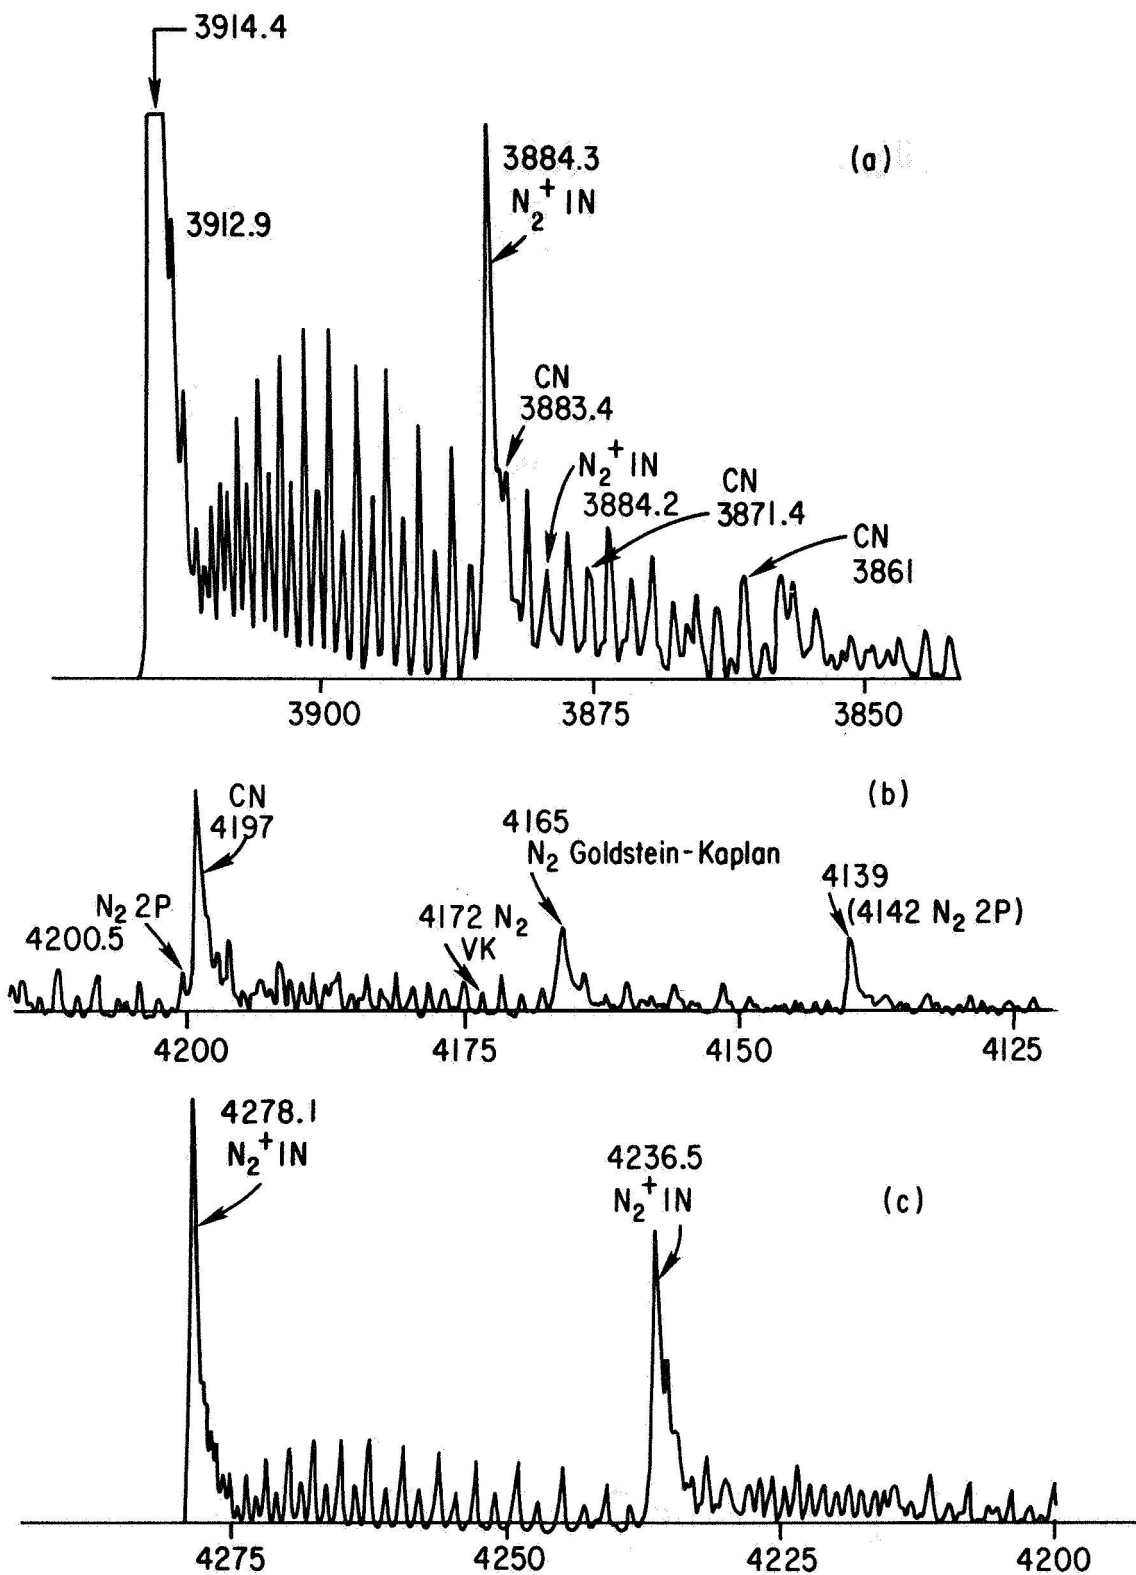 3914.4
(a)
3884.3
N₂⁺ IN
3912.9
CN
3883.4
N₂⁺ IN
3884.2
CN
3871.4
CN
3861
3900 3875 3850
(b)
CN
4197
4165
N₂ Goldstein-Kaplan
4139
(4142 N₂ 2P)
N₂ 2P
4200.5
4172 N₂
VK
4200 4175 4150 4125
4278.1
N₂⁺ IN
4236.5
N₂⁺ IN
(c)
4275 4250 4225 4200